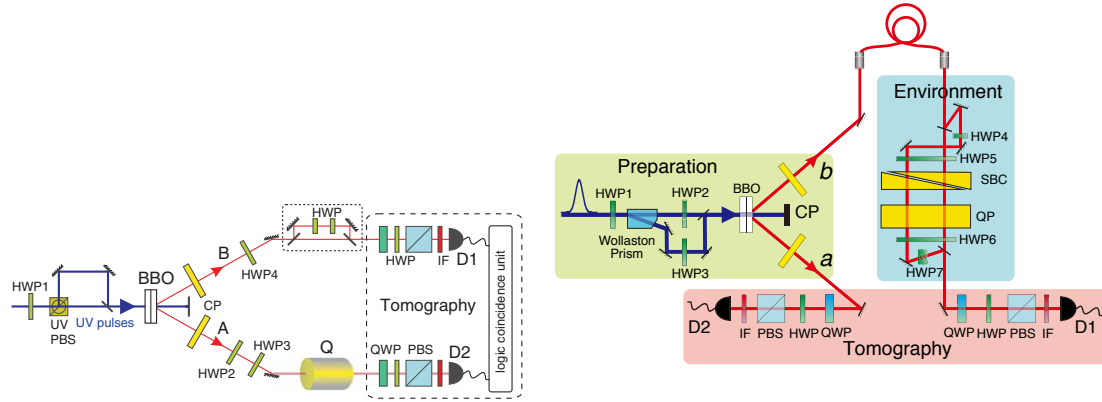 HWP1
UV
PBS
UV pulses
BBO
B
A
CP
HWP4
HWP2
HWP3
HWP
Q
HWP
IF
D1
Tomography
QWP
PBS
D2
IF
logic coincidence unit
Preparation
HWP1
Wollaston
Prism
HWP2
HWP3
BBO
CP
b
a
Environment
HWP4
HWP5
SBC
QP
HWP6
HWP7
D2
IF
PBS
HWP
QWP
QWP
HWP
PBS
IF
D1
Tomography